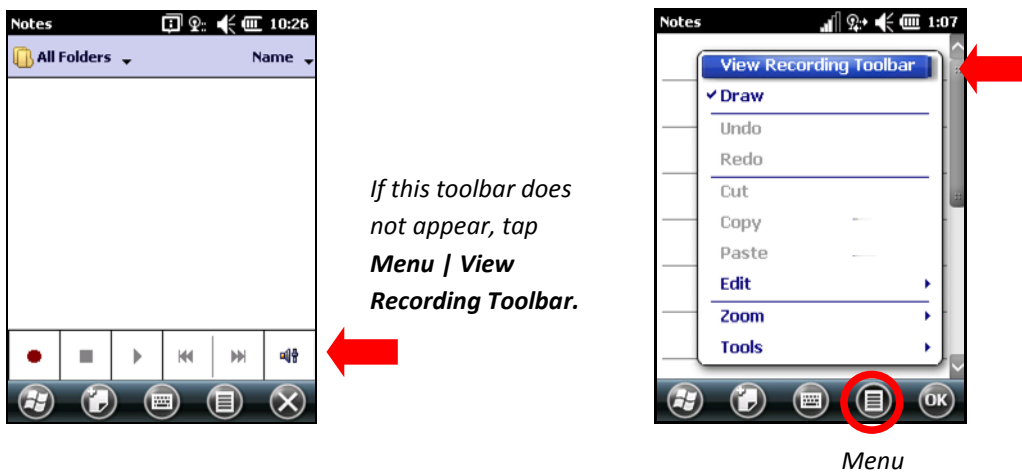 Notes 10:26
All Folders Name
If this toolbar does
not appear, tap
Menu | View
Recording Toolbar.
Notes 1:07
View Recording Toolbar
Draw
Undo
Redo
Cut
Copy
Paste
Edit
Zoom
Tools
OK
Menu